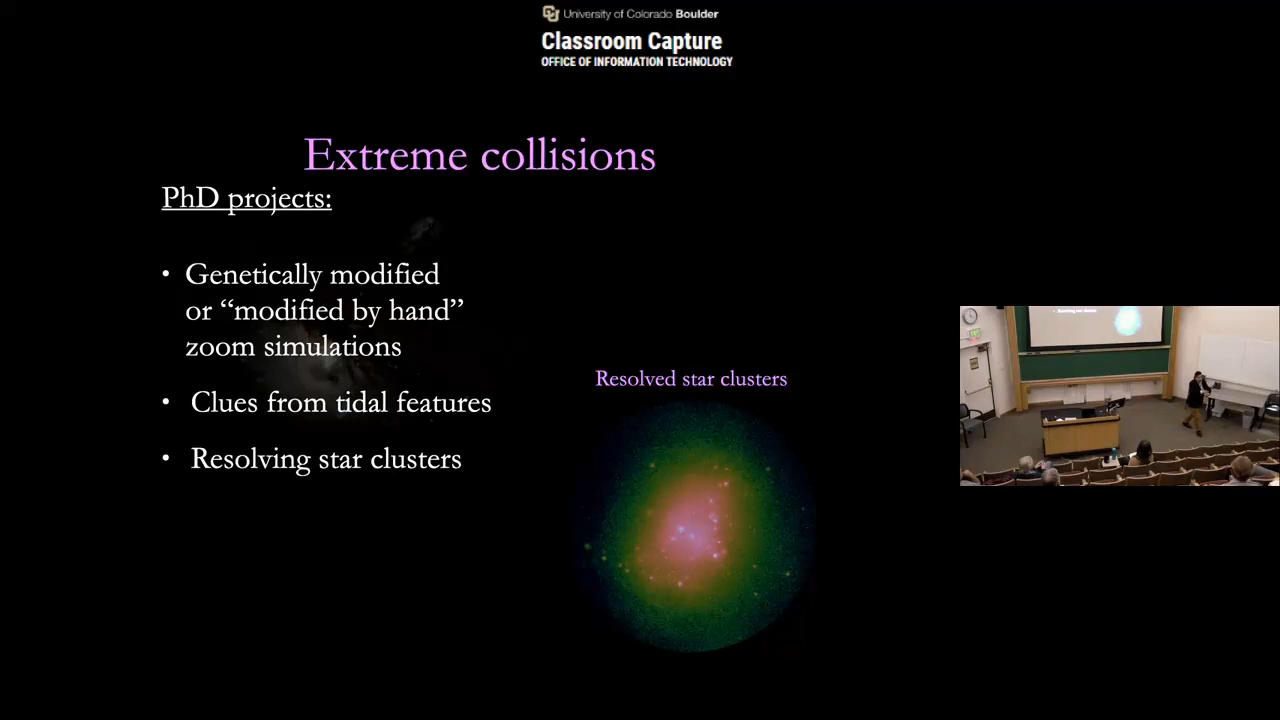 University of Colorado Boulder
Classroom Capture
OFFICE OF INFORMATION TECHNOLOGY
Extreme collisions
PhD projects:
• Genetically modified
or “modified by hand”
zoom simulations
• Clues from tidal features
• Resolving star clusters
Resolved star clusters